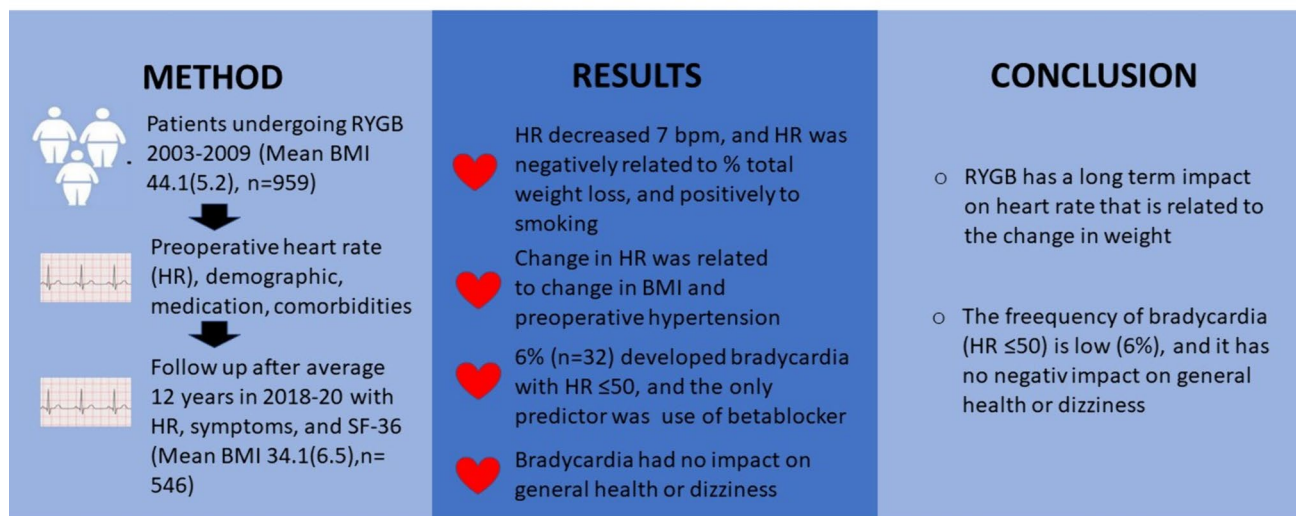 METHOD
Patients undergoing RYGB
2003-2009 (Mean BMI
44.1(5.2), n=959)
Preoperative heart rate
(HR), demographic,
medication, comorbidities
Follow up after average
12 years in 2018-20 with
HR, symptoms, and SF-36
(Mean BMI 34.1(6.5),n=
546)
RESULTS
HR decreased 7 bpm, and HR was
negatively related to % total
weight loss, and positively to
smoking
Change in HR was related
to change in BMI and
preoperative hypertension
6% (n=32) developed bradycardia
with HR ≤50, and the only
predictor was use of betablocker
Bradycardia had no impact on
general health or dizziness
CONCLUSION
○ RYGB has a long term impact
on heart rate that is related to
the change in weight
○ The freequency of bradycardia
(HR ≤50) is low (6%), and it has
no negativ impact on general
health or dizziness